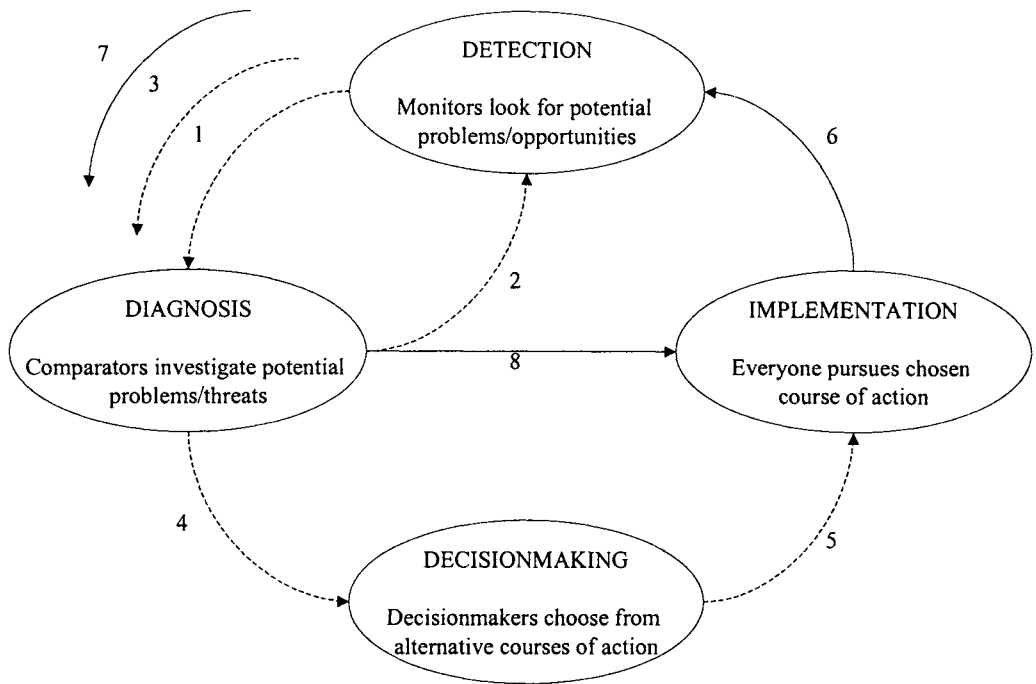 7
3
1
DETECTION
Monitors look for potential
problems/opportunities
6
2
DIAGNOSIS
Comparators investigate potential
problems/threats
8
IMPLEMENTATION
Everyone pursues chosen
course of action
4
5
DECISIONMAKING
Decisionmakers choose from
alternative courses of action